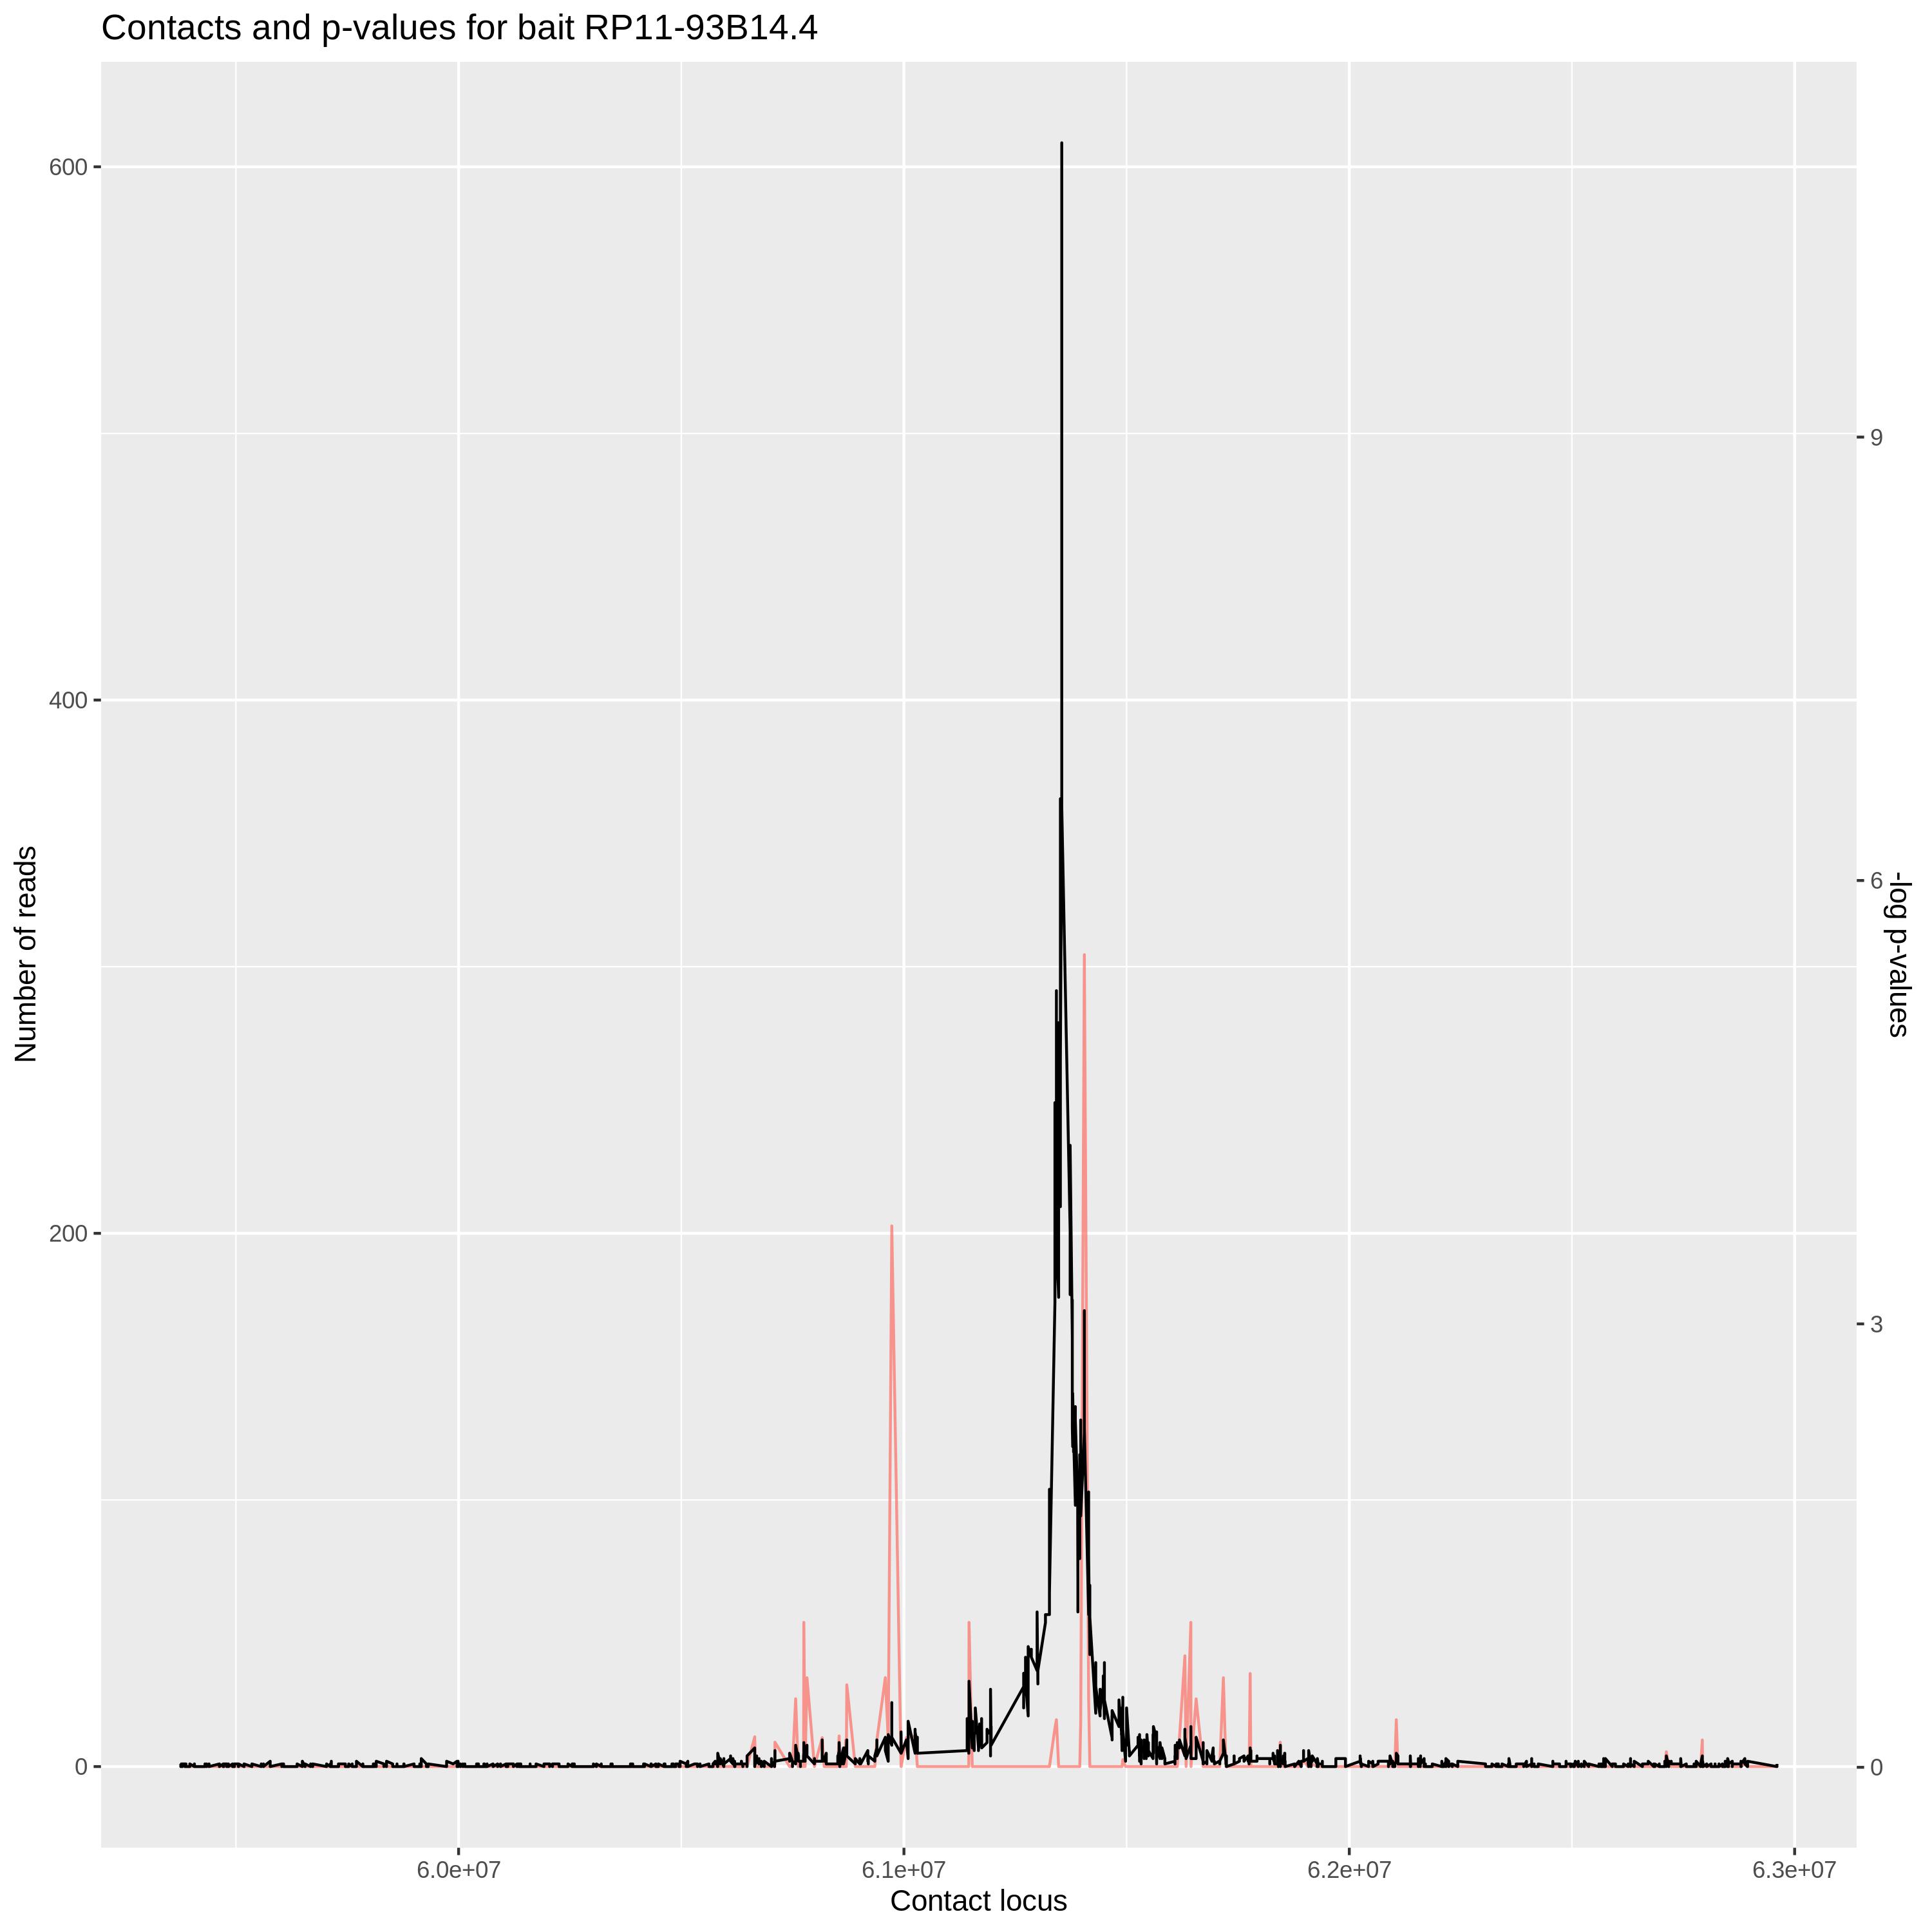 Contacts and p-values for bait RP11-93B14.4
600
400
200
0
Number of reads
9
6
3
0
-log p-values
6.0e+07
6.1e+07
6.2e+07
6.3e+07
Contact locus